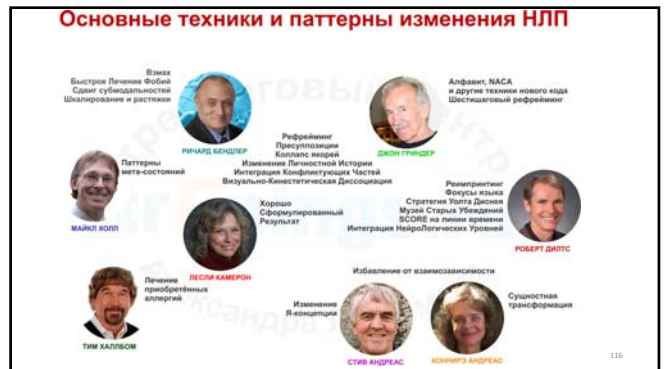 Основные техники и паттерны изменения НЛП
Взмах
Быстрое Лечение Фобий
Сдвиг субмодальностей
Шкалирование и растяжки
РИЧАРД БЕНДЛЕР
Алфавит, NACA
и другие техники нового кода
Шестишаговый рефрейминг
ДЖОН ГРИНДЕР
Рефрейминг
Пресуппозиции
Коллапс якорей
Изменение Личностной Истории
Интеграция Конфликтующих Частей
Визуально-Кинестетическая Диссоциация
Паттерны
мета-состояний
МАЙКЛ ХОЛЛ
Хорошо
Сформулированный
Результат
ЛЕСЛИ КАМЕРОН
Реимпринтинг
Фокусы языка
Стратегия Уолта Диснея
Музей Старых Убеждений
SCORE на линии времени
Интеграция НейроЛогических Уровней
РОБЕРТ ДИЛТС
Лечение
приобретённых
аллергий
ТИМ ХАЛЛБОМ
Избавление от взаимозависимости
Изменение
Я-концепции
СТИВ АНДРЕАС
Сущностная
трансформация
КОННИРЭ АНДРЕАС
116